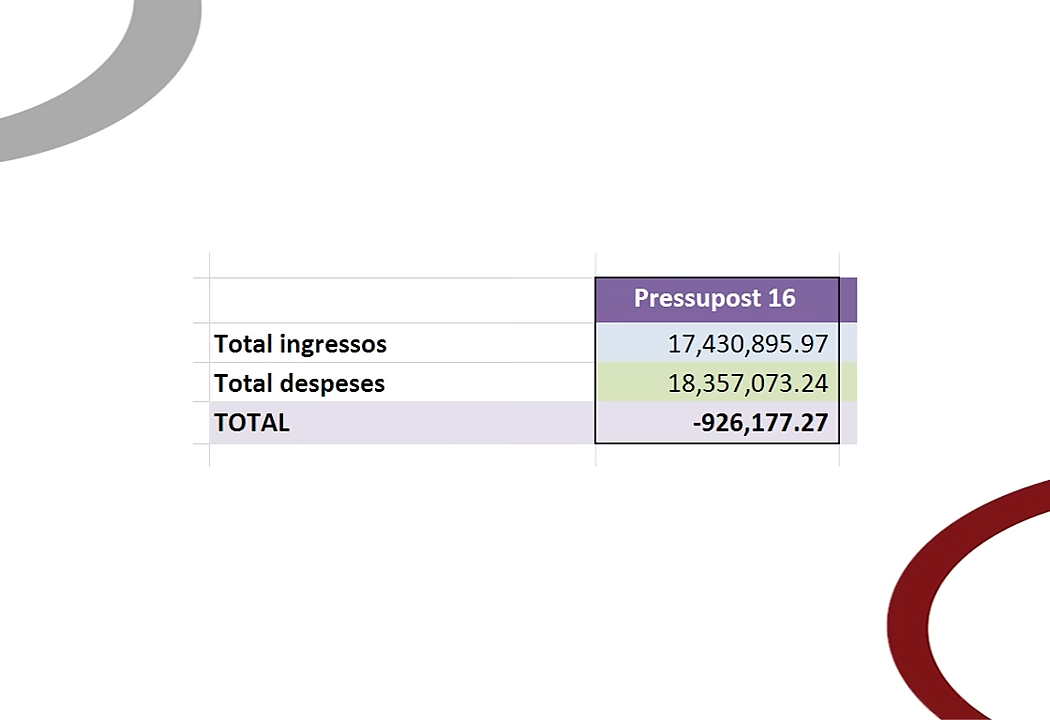 Pressupost 16
Total ingressos 17,430,895.97
Total despeses 18,357,073.24
TOTAL -926,177.27